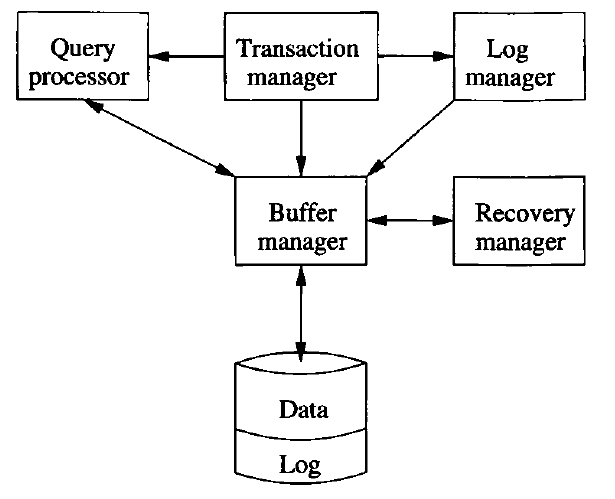 Query
processor
Transaction
manager
Log
manager
Buffer
manager
Recovery
manager
Data
Log